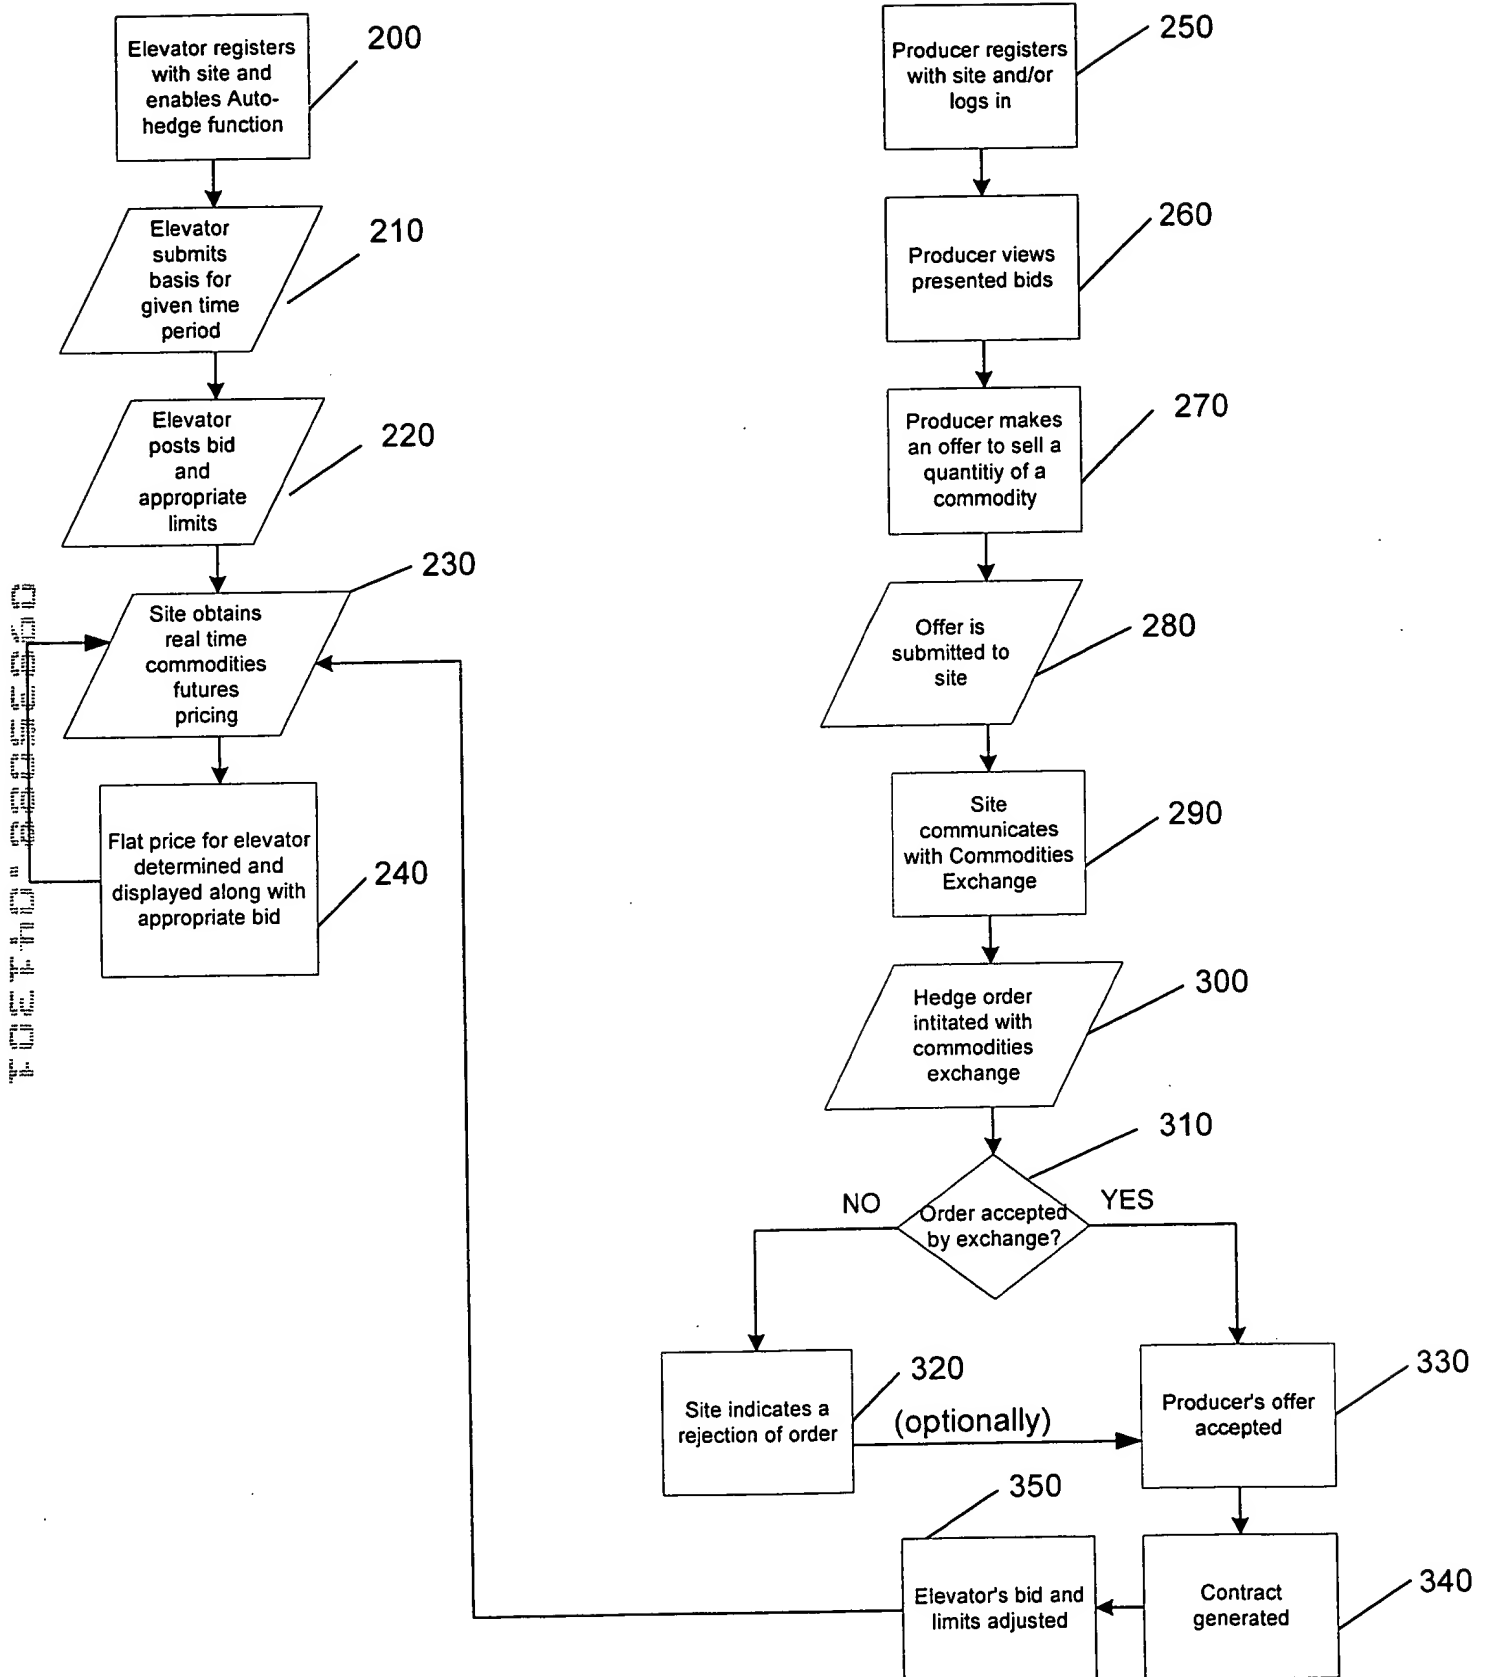 Elevator registers
with site and
enables Auto-
hedge function
200
Elevator
submits
basis for
given time
period
210
Elevator
posts bid
and
appropriate
limits
220
Site obtains
real time
commodities
futures
pricing
230
Flat price for elevator
determined and
displayed along with
appropriate bid
240
Producer registers
with site and/or
logs in
250
Producer views
presented bids
260
Producer makes
an offer to sell a
quantitiy of a
commodity
270
Offer is
submitted to
site
280
Site
communicates
with Commodities
Exchange
290
Hedge order
intitated with
commodities
exchange
300
310
Order accepted
by exchange?
NO
YES
Site indicates a
rejection of order
320
(optionally)
Producer's offer
accepted
330
Contract
generated
340
Elevator's bid and
limits adjusted
350